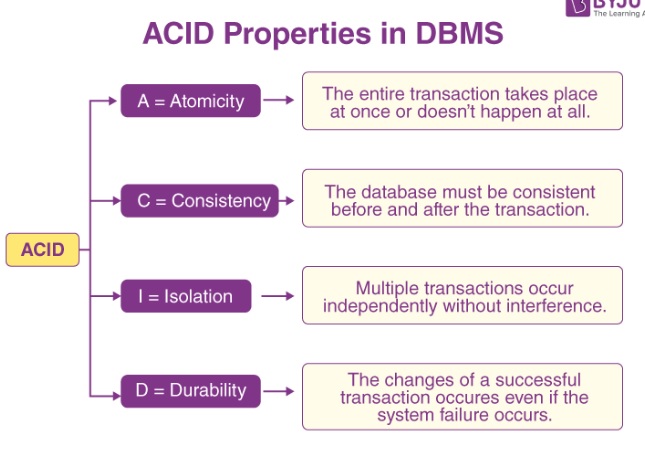 BYJU
The Learning A
ACID Properties in DBMS
A = Atomicity
The entire transaction takes place
at once or doesn't happen at all.
C = Consistency
The database must be consistent
before and after the transaction.
ACID
I = Isolation
Multiple transactions occur
independently without interference.
D = Durability
The changes of a successful
transaction occures even if the
system failure occurs.